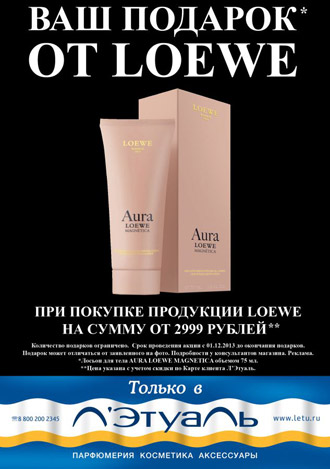 ВАШ ПОДАРОК*
ОТ LOEWE
LOEWE
LOEWE
Aura
LOEWE
MAGNETICA
Aura
LOEWE
MAGNETICA
ПРИ ПОКУПКЕ ПРОДУКЦИИ LOEWE
НА СУММУ ОТ 2999 РУБЛЕЙ**
Количество подарков ограничено. Срок проведения акции с 01.12.2013 до окончания подарков.
Подарок может отличаться от заявленного на фото. Подробности у консультантов магазина. Реклама.
*Лосьон для тела AURA LOEWE MAGNETICA объемом 75 мл.
**Цена указана с учетом скидки по Карте клиента Л'Этуаль.
Только в
8 800 200 2345
Л'ЭтуаЛь
www.letu.ru
ПАРФЮМЕРИЯ КОСМЕТИКА АКСЕССУАРЫ